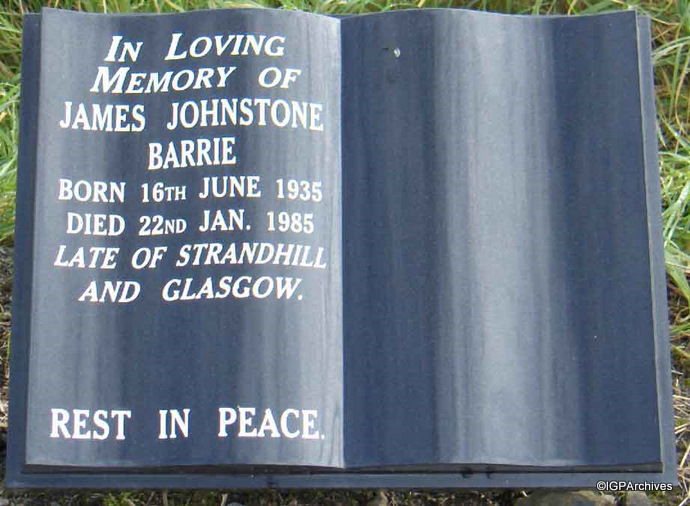 IN LOVING
MEMORY OF
JAMES JOHNSTONE
BARRIE
BORN 16TH JUNE 1935
DIED 22ND JAN. 1985
LATE OF STRANDHILL
AND GLASGOW.
REST IN PEACE.
©IGPArchives